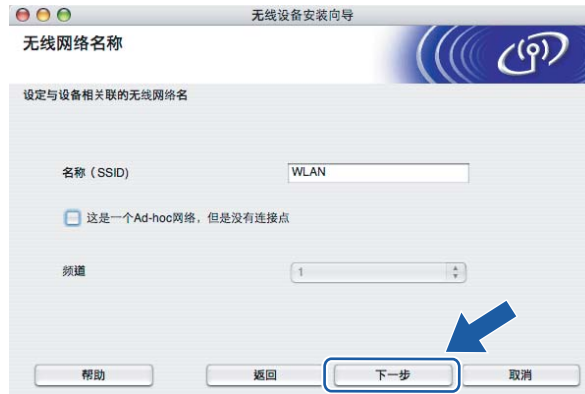 无线设备安装向导
无线网络名称
设定与设备相关联的无线网络名
名称（SSID) WLAN
这是一个Ad-hoc网络，但是没有连接点
频道 1
帮助 返回 下一步 取消